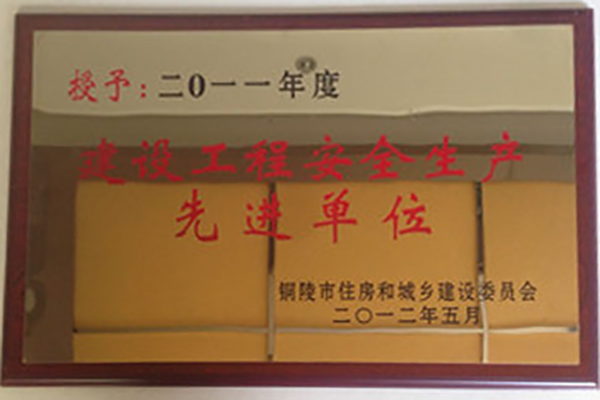 授予：二0一一年度
建设工程安全生产
先进单位
铜陵市住房和城乡建设委员会
二〇一二年五月